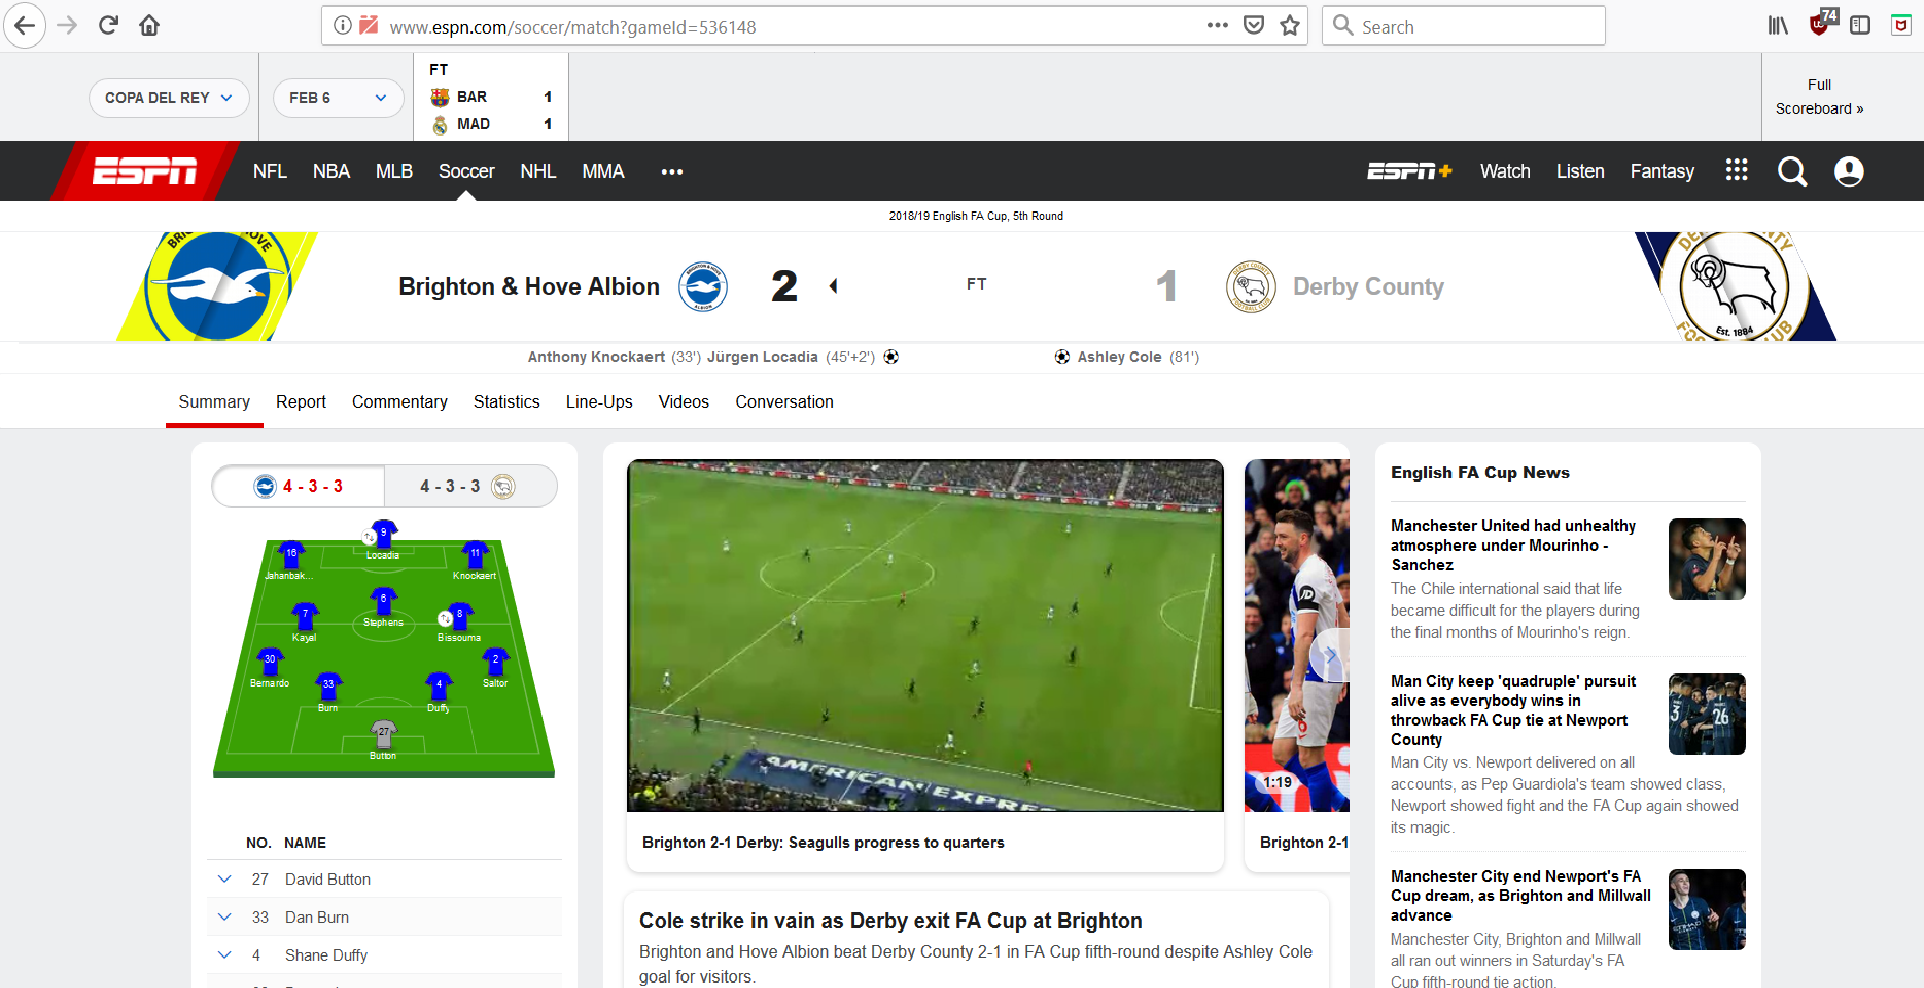 www.espn.com/soccer/match?gameId=536148
Search
74
COPA DEL REY
FEB 6
FT
BAR 1
MAD 1
Full
Scoreboard »
ESPN
NFL NBA MLB Soccer NHL MMA
ESPN+ Watch Listen Fantasy
2018/19 English FA Cup, 5th Round
Brighton & Hove Albion 2 FT 1 Derby County
Est. 1884
Anthony Knockaert (33') Jürgen Locadia (45'+2')
Ashley Cole (81')
Summary Report Commentary Statistics Line-Ups Videos Conversation
4 - 3 - 3
4 - 3 - 3
9
Locadia
16
Jahanbak...
11
Knockaert
6
Stephens
7
Kayal
8
Bissouma
30
Bernardo
2
Saltor
33
Burn
4
Duffy
27
Button
NO. NAME
27 David Button
33 Dan Burn
4 Shane Duffy
AMERICAN EXPRESS
Brighton 2-1 Derby: Seagulls progress to quarters
1:19
Brighton 2-1
Cole strike in vain as Derby exit FA Cup at Brighton
Brighton and Hove Albion beat Derby County 2-1 in FA Cup fifth-round despite Ashley Cole
goal for visitors.
English FA Cup News
Manchester United had unhealthy
atmosphere under Mourinho -
Sanchez
The Chile international said that life
became difficult for the players during
the final months of Mourinho's reign.
Man City keep 'quadruple' pursuit
alive as everybody wins in
throwback FA Cup tie at Newport
County
Man City vs. Newport delivered on all
accounts, as Pep Guardiola's team showed class,
Newport showed fight and the FA Cup again showed
its magic.
Manchester City end Newport's FA
Cup dream, as Brighton and Millwall
advance
Manchester City, Brighton and Millwall
all ran out winners in Saturday's FA
Cup fifth-round tie action.